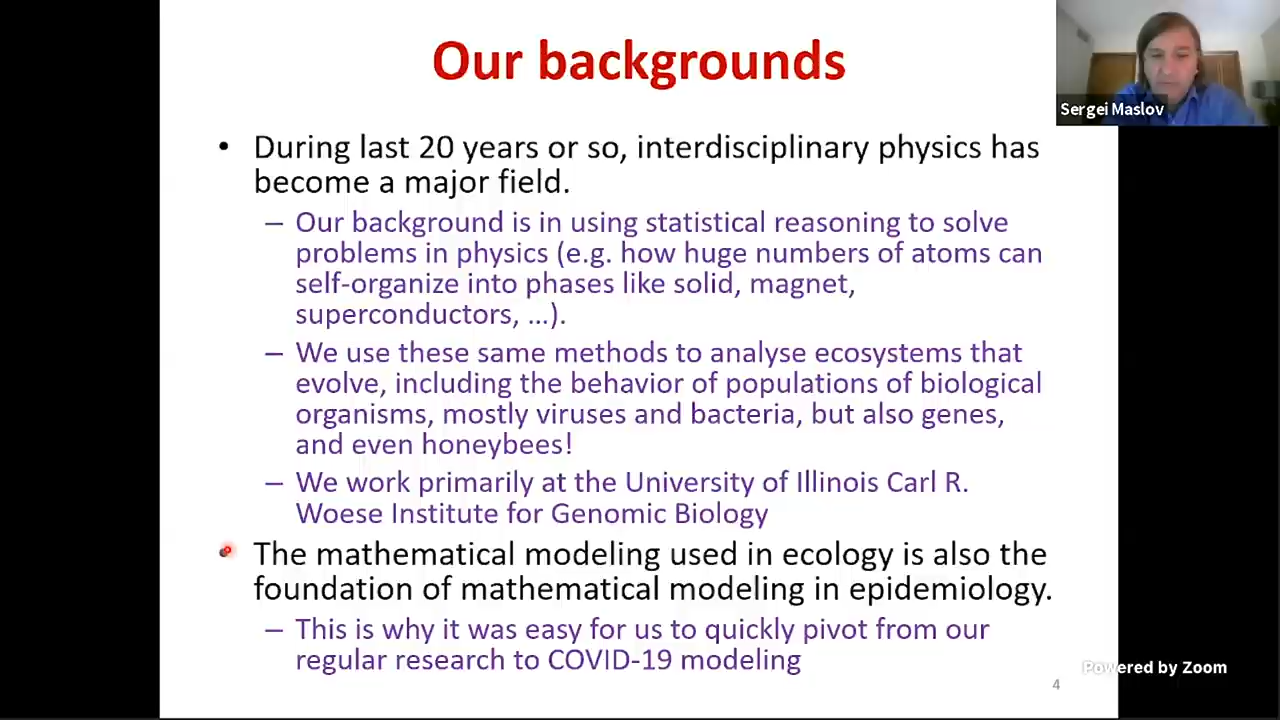 Our backgrounds
Sergei Maslov
• During last 20 years or so, interdisciplinary physics has
become a major field.
– Our background is in using statistical reasoning to solve
problems in physics (e.g. how huge numbers of atoms can
self-organize into phases like solid, magnet,
superconductors, …).
– We use these same methods to analyse ecosystems that
evolve, including the behavior of populations of biological
organisms, mostly viruses and bacteria, but also genes,
and even honeybees!
– We work primarily at the University of Illinois Carl R.
Woese Institute for Genomic Biology
• The mathematical modeling used in ecology is also the
foundation of mathematical modeling in epidemiology.
– This is why it was easy for us to quickly pivot from our
regular research to COVID-19 modeling
Powered by Zoom
4